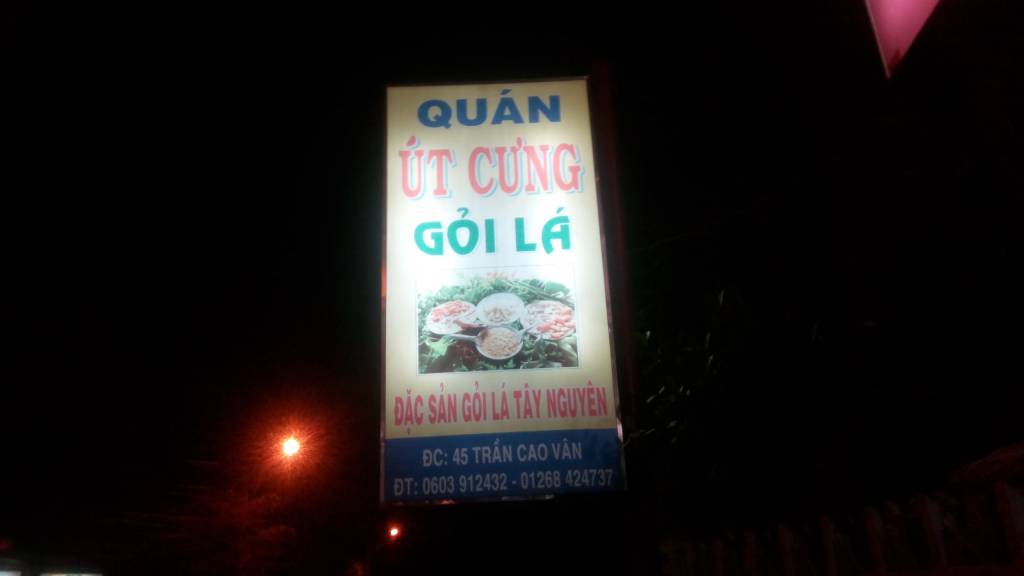 QUÁN
ÚT CƯNG
GỎI LÁ
ĐẶC SẢN GỎI LÁ TÂY NGUYÊN
ĐC: 45 TRẦN CAO VÂN
ĐT: 0603 912432 - 01268 424737